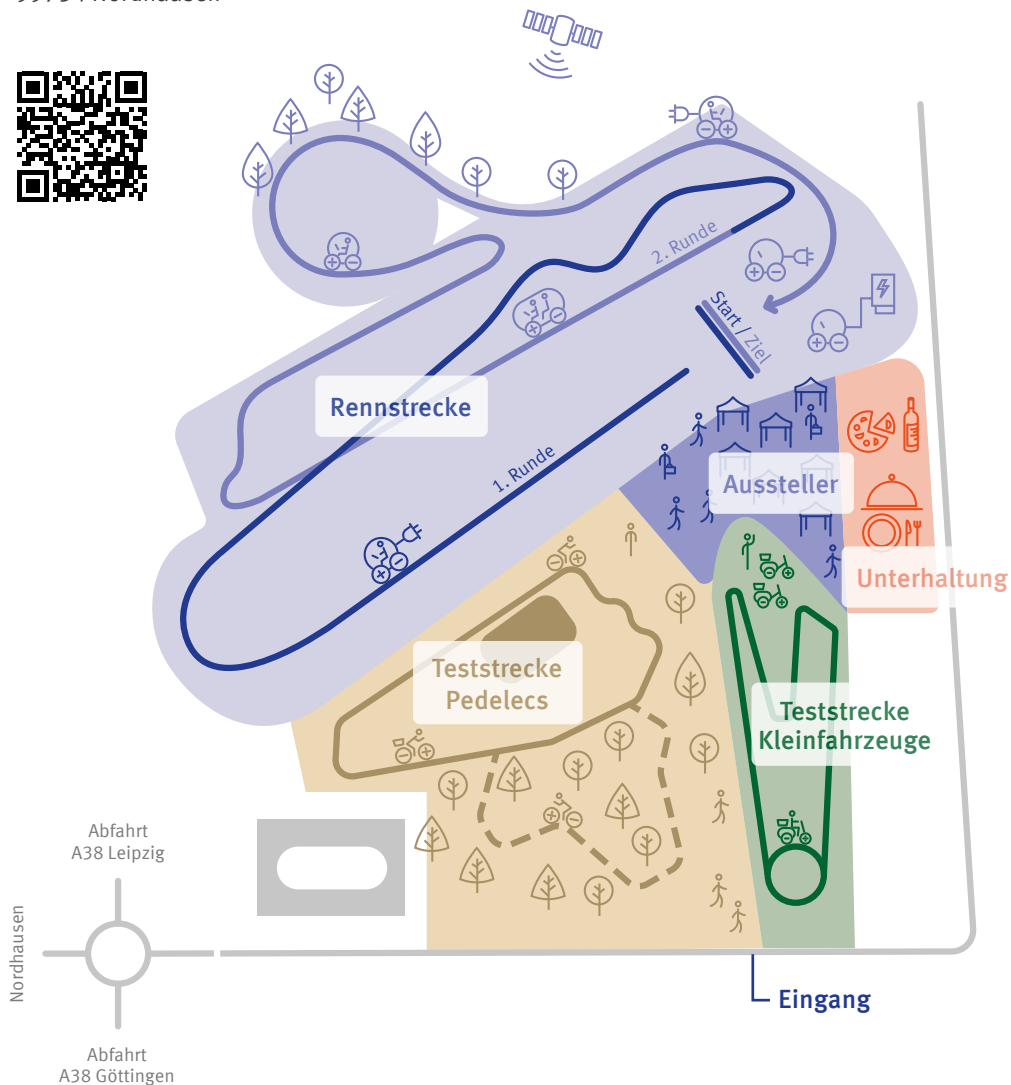 2. Runde
Start / Ziel
Rennstrecke
1. Runde
Aussteller
Unterhaltung
Teststrecke
Pedelecs
Teststrecke
Kleinfahrzeuge
Abfahrt
A38 Leipzig
Nordhausen
Eingang
Abfahrt
A38 Göttingen